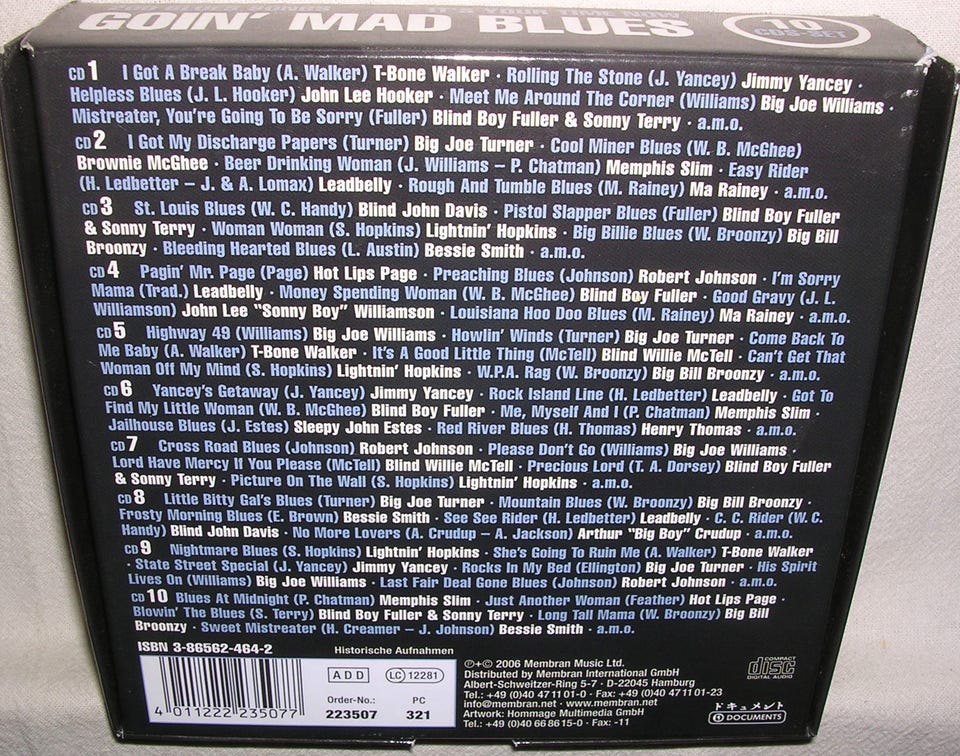 GOIN' MAD BLUES
10
CDS-SET
CD 1 I Got A Break Baby (A. Walker) T-Bone Walker · Rolling The Stone (J. Yancey) Jimmy Yancey ·
Helpless Blues (J. L. Hooker) John Lee Hooker · Meet Me Around The Corner (Williams) Big Joe Williams ·
Mistreater, You're Going To Be Sorry (Fuller) Blind Boy Fuller & Sonny Terry · a.m.o.
CD 2 I Got My Discharge Papers (Turner) Big Joe Turner · Cool Miner Blues (W. B. McGhee)
Brownie McGhee · Beer Drinking Woman (J. Williams – P. Chatman) Memphis Slim · Easy Rider
(H. Ledbetter – J. & A. Lomax) Leadbelly · Rough And Tumble Blues (M. Rainey) Ma Rainey · a.m.o.
CD 3 St. Louis Blues (W. C. Handy) Blind John Davis · Pistol Slapper Blues (Fuller) Blind Boy Fuller
& Sonny Terry · Woman Woman (S. Hopkins) Lightnin' Hopkins · Big Billie Blues (W. Broonzy) Big Bill
Broonzy · Bleeding Hearted Blues (L. Austin) Bessie Smith · a.m.o.
CD 4 Pagin' Mr. Page (Page) Hot Lips Page · Preaching Blues (Johnson) Robert Johnson · I'm Sorry
Mama (Trad.) Leadbelly · Money Spending Woman (W. B. McGhee) Blind Boy Fuller · Good Gravy (J. L.
Williamson) John Lee "Sonny Boy" Williamson · Louisiana Hoo Doo Blues (M. Rainey) Ma Rainey · a.m.o.
CD 5 Highway 49 (Williams) Big Joe Williams · Howlin' Winds (Turner) Big Joe Turner · Come Back To
Me Baby (A. Walker) T-Bone Walker · It's A Good Little Thing (McTell) Blind Willie McTell · Can't Get That
Woman Off My Mind (S. Hopkins) Lightnin' Hopkins · W.P.A. Rag (W. Broonzy) Big Bill Broonzy · a.m.o.
CD 6 Yancey's Getaway (J. Yancey) Jimmy Yancey · Rock Island Line (H. Ledbetter) Leadbelly · Got To
Find My Little Woman (W. B. McGhee) Blind Boy Fuller · Me, Myself And I (P. Chatman) Memphis Slim ·
Jailhouse Blues (J. Estes) Sleepy John Estes · Red River Blues (H. Thomas) Henry Thomas · a.m.o.
CD 7 Cross Road Blues (Johnson) Robert Johnson · Please Don't Go (Williams) Big Joe Williams ·
Lord Have Mercy If You Please (McTell) Blind Willie McTell · Precious Lord (T. A. Dorsey) Blind Boy Fuller
& Sonny Terry · Picture On The Wall (S. Hopkins) Lightnin' Hopkins · a.m.o.
CD 8 Little Bitty Gal's Blues (Turner) Big Joe Turner · Mountain Blues (W. Broonzy) Big Bill Broonzy ·
Frosty Morning Blues (E. Brown) Bessie Smith · See See Rider (H. Ledbetter) Leadbelly · C. C. Rider (W. C.
Handy) Blind John Davis · No More Lovers (A. Crudup – A. Jackson) Arthur "Big Boy" Crudup · a.m.o.
CD 9 Nightmare Blues (S. Hopkins) Lightnin' Hopkins · She's Going To Ruin Me (A. Walker) T-Bone Walker
· State Street Special (J. Yancey) Jimmy Yancey · Rocks In My Bed (Ellington) Big Joe Turner · His Spirit
Lives On (Williams) Big Joe Williams · Last Fair Deal Gone Blues (Johnson) Robert Johnson · a.m.o.
CD 10 Blues At Midnight (P. Chatman) Memphis Slim · Just Another Woman (Feather) Hot Lips Page ·
Blowin' The Blues (S. Terry) Blind Boy Fuller & Sonny Terry · Long Tall Mama (W. Broonzy) Big Bill
Broonzy · Sweet Mistreater (H. Creamer – J. Johnson) Bessie Smith · a.m.o.
ISBN 3-86562-464-2
Historische Aufnahmen
ADD
LC 12281
Order-No.: PC
223507 321
4 011222 235077
℗+© 2006 Membran Music Ltd.
Distributed by Membran International GmbH
Albert-Schweitzer-Ring 5-7 · D-22045 Hamburg
Tel.: +49 (0)40 47 11 01-0 · Fax: +49 (0)40 47 11 01-23
info@membran.net · www.membran.net
Artwork: Hommage Multimedia GmbH
Tel.: +49 (0)40 66 86 15-0 · Fax: -11
COMPACT
disc
DIGITAL AUDIO
ドキュメント
DOCUMENTS